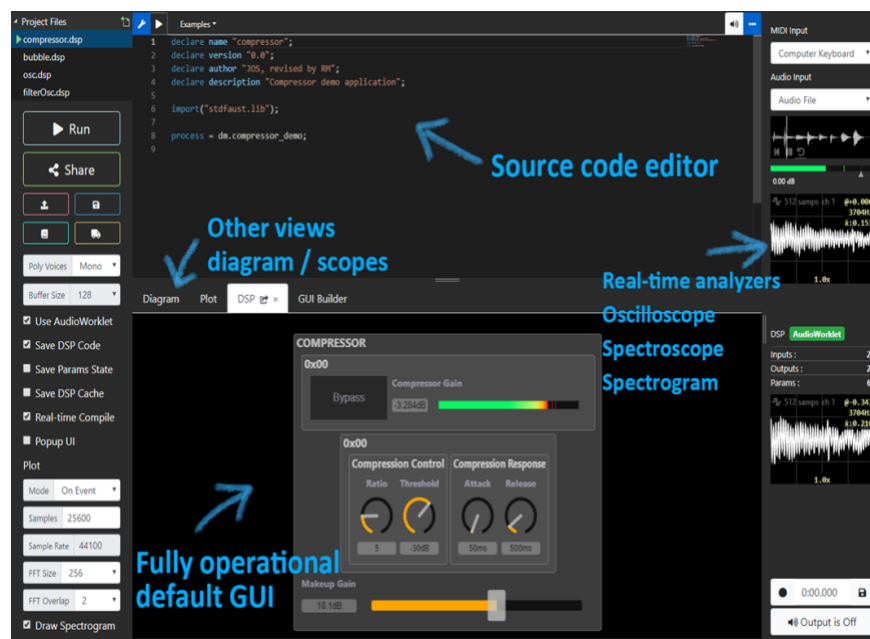 Project Files
compressor.dsp
bubble.dsp
osc.dsp
filterOsc.dsp
Run
Share
Poly Voices Mono
Buffer Size 128
Use AudioWorklet
Save DSP Code
Save Params State
Save DSP Cache
Real-time Compile
Popup UI
Plot
Mode On Event
Samples 25600
Sample Rate 44100
FFT Size 256
FFT Overlap 2
Draw Spectrogram
Examples
1 declare name "compressor";
2 declare version "0.0";
3 declare author "JOS, revised by RM";
4 declare description "Compressor demo application";
5
6 import("stdfaust.lib");
7
8 process = dm.compressor_demo;
9
Source code editor
Other views
diagram / scopes
Diagram Plot DSP × GUI Builder
COMPRESSOR
0x00
Bypass
Compressor Gain
-3.284dB
0x00
Compression Control Compression Response
Ratio Threshold Attack Release
5 -30dB 50ms 500ms
Makeup Gain
18.1dB
Fully operational
default GUI
Real-time analyzers
Oscilloscope
Spectroscope
Spectrogram
MIDI Input
Computer Keyboard
Audio Input
Audio File
0.00 dB
512 samps ch 1
1.0x
DSP AudioWorklet
Inputs : 2
Outputs : 2
Params : 6
512 samps ch 1
1.0x
0:00.000
Output is Off